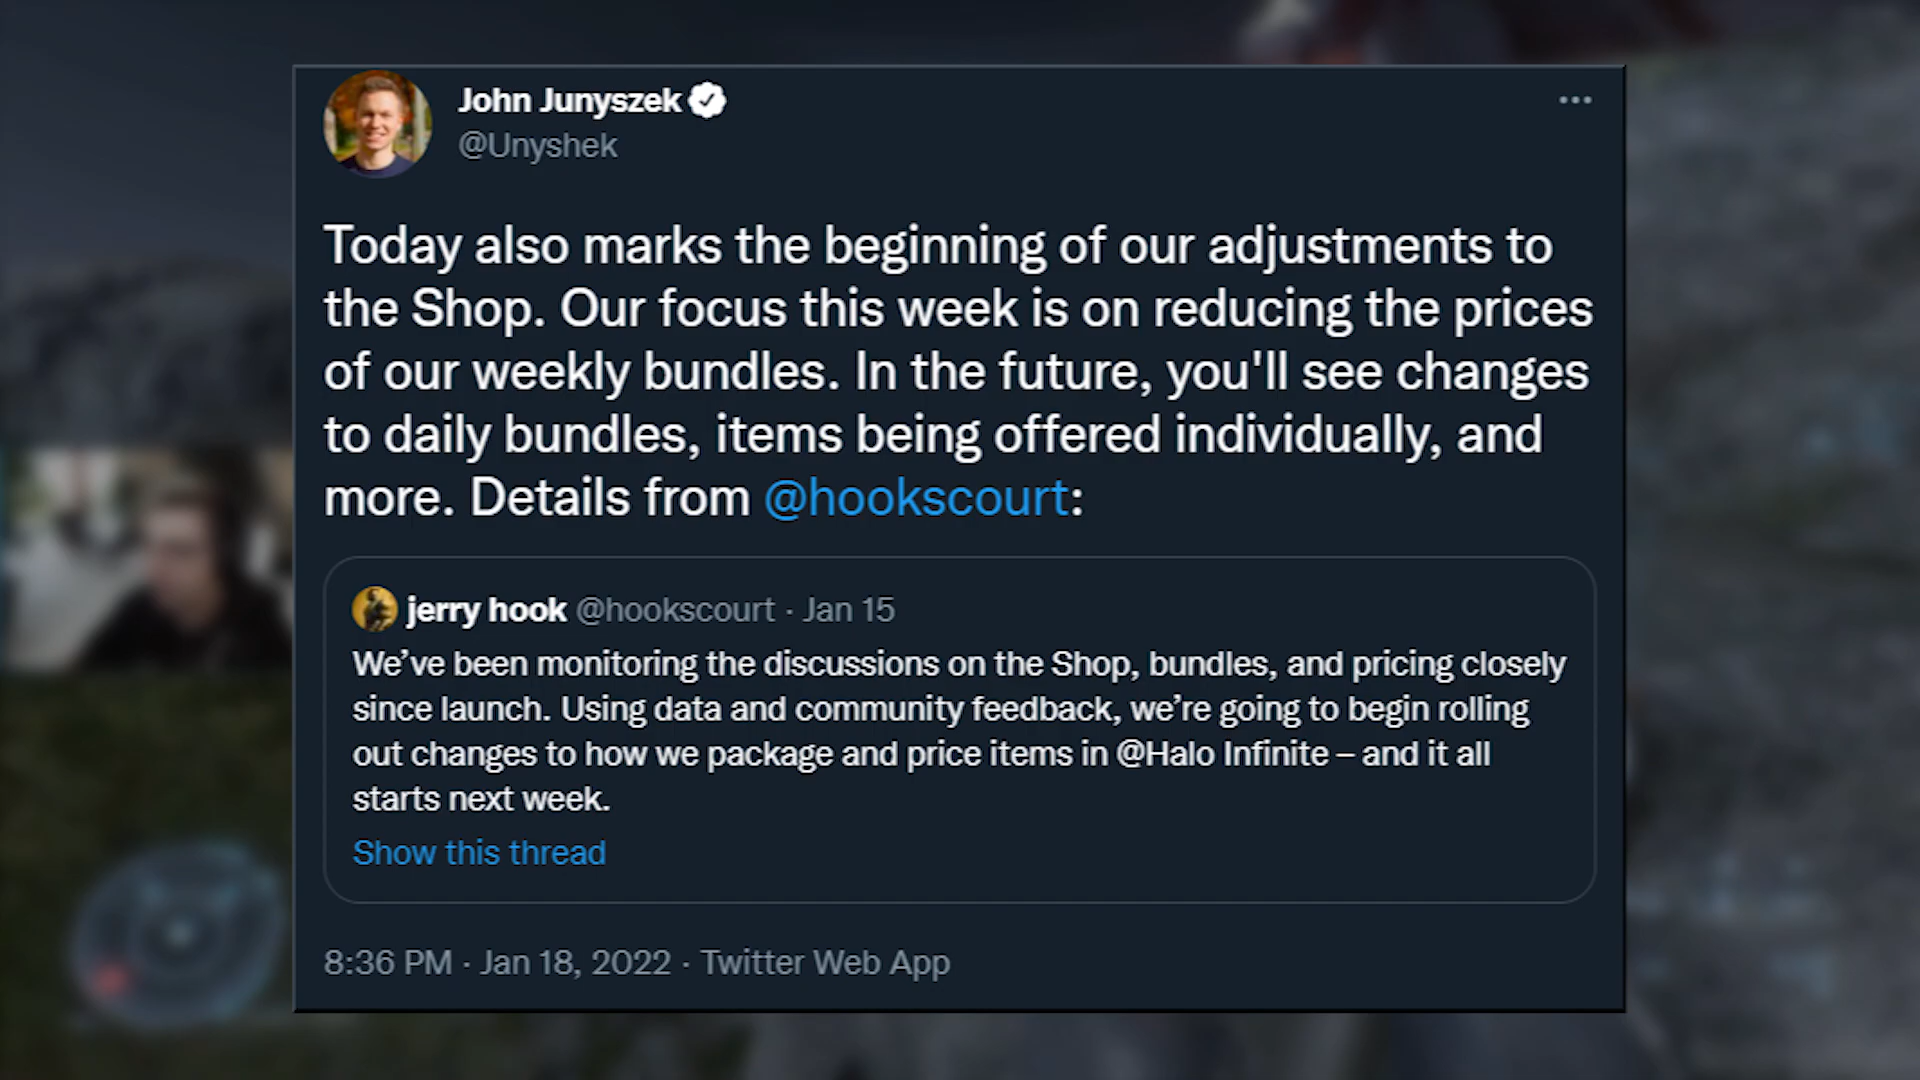 John Junyszek
@Unyshek
Today also marks the beginning of our adjustments to
the Shop. Our focus this week is on reducing the prices
of our weekly bundles. In the future, you'll see changes
to daily bundles, items being offered individually, and
more. Details from @hookscourt:
jerry hook @hookscourt · Jan 15
We’ve been monitoring the discussions on the Shop, bundles, and pricing closely
since launch. Using data and community feedback, we’re going to begin rolling
out changes to how we package and price items in @Halo Infinite – and it all
starts next week.
Show this thread
8:36 PM · Jan 18, 2022 · Twitter Web App